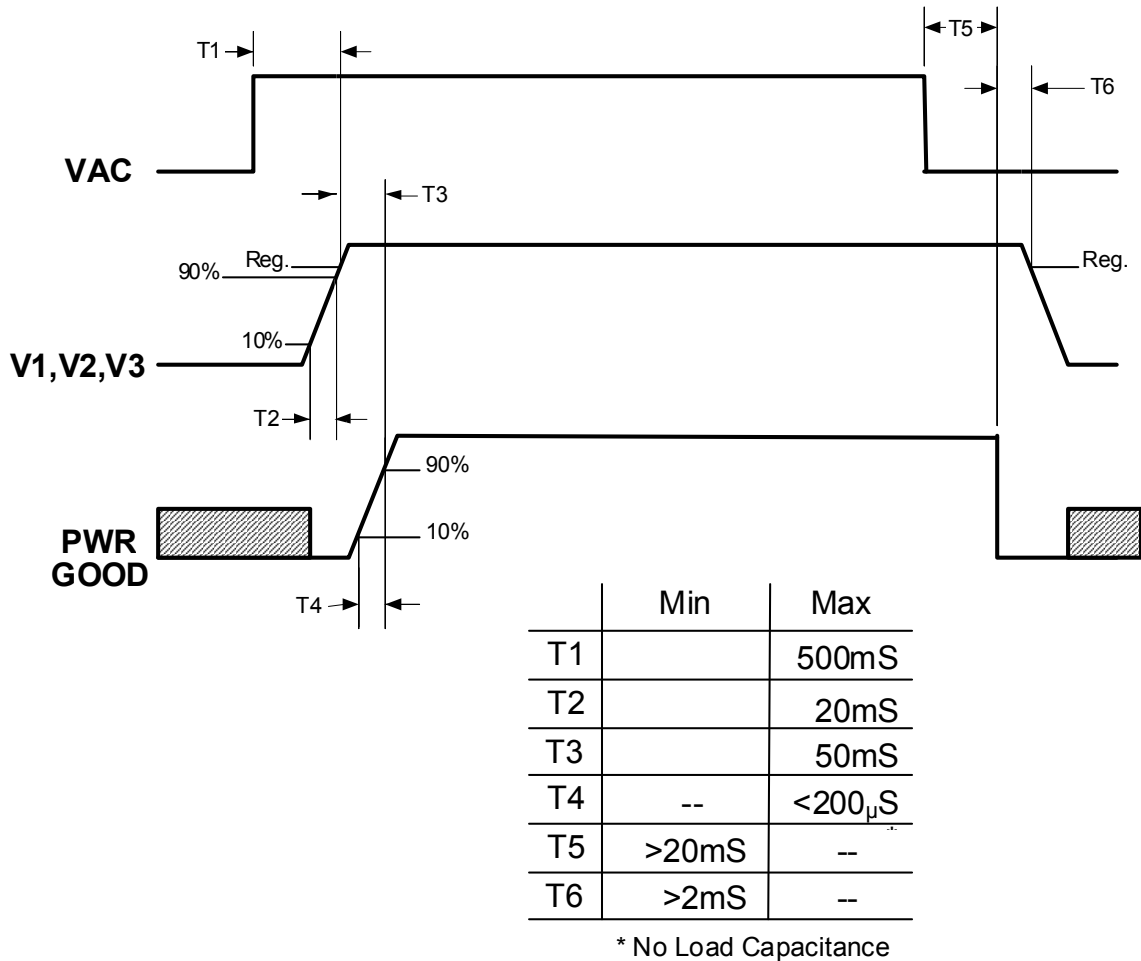 T1
T5
T6
VAC
T3
Reg.
90%
Reg.
10%
V1,V2,V3
T2
90%
10%
PWR
GOOD
T4
Min Max
T1 500mS
T2 20mS
T3 50mS
T4 -- <200µS
*
T5 >20mS --
T6 >2mS --
* No Load Capacitance